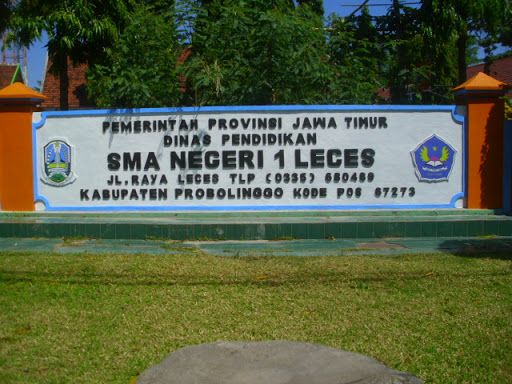 PEMERINTAH PROVINSI JAWA TIMUR
DINAS PENDIDIKAN
SMA NEGERI 1 LECES
JL.RAYA LECES TLP (0335) 680489
KABUPATEN PROBOLINGGO KODE POS 67273